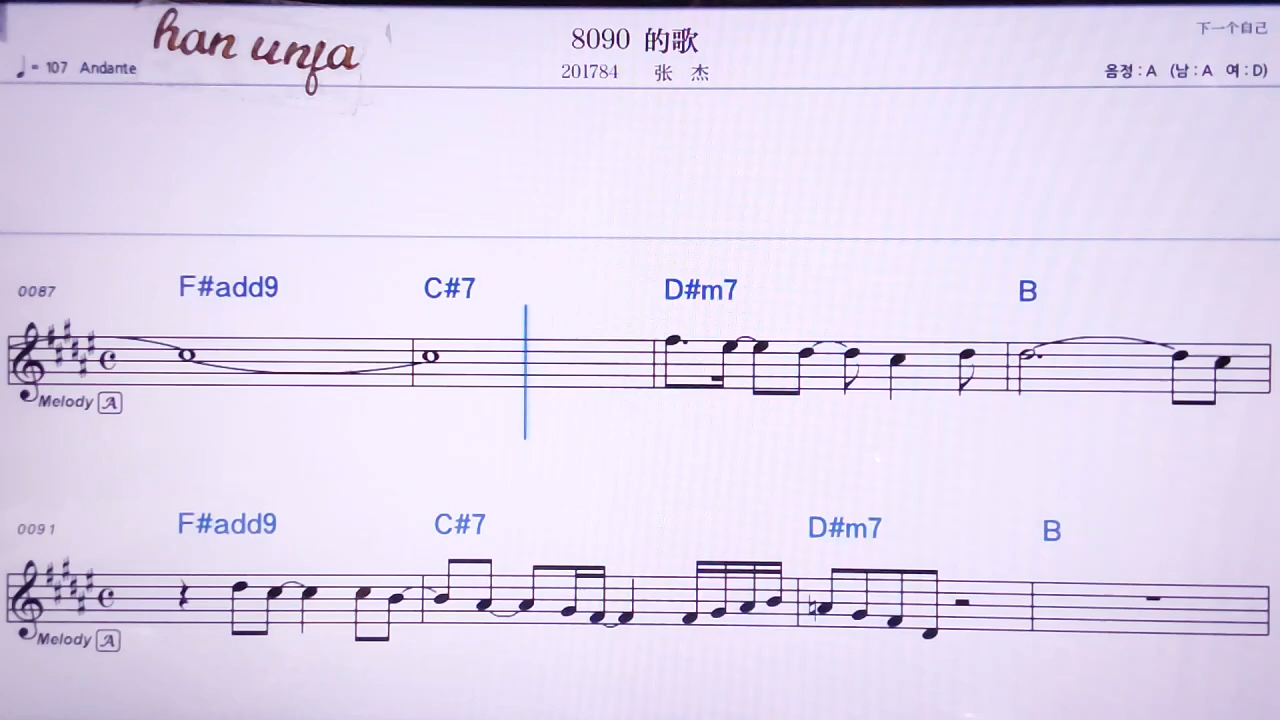 han unfa
8090 的歌
下一个自己
♩= 107 Andante
201784 张 杰
음정 : A (남 : A 여 : D)
0087
F#add9 C#7 D#m7 B
Melody A
0091
F#add9 C#7 D#m7 B
Melody A